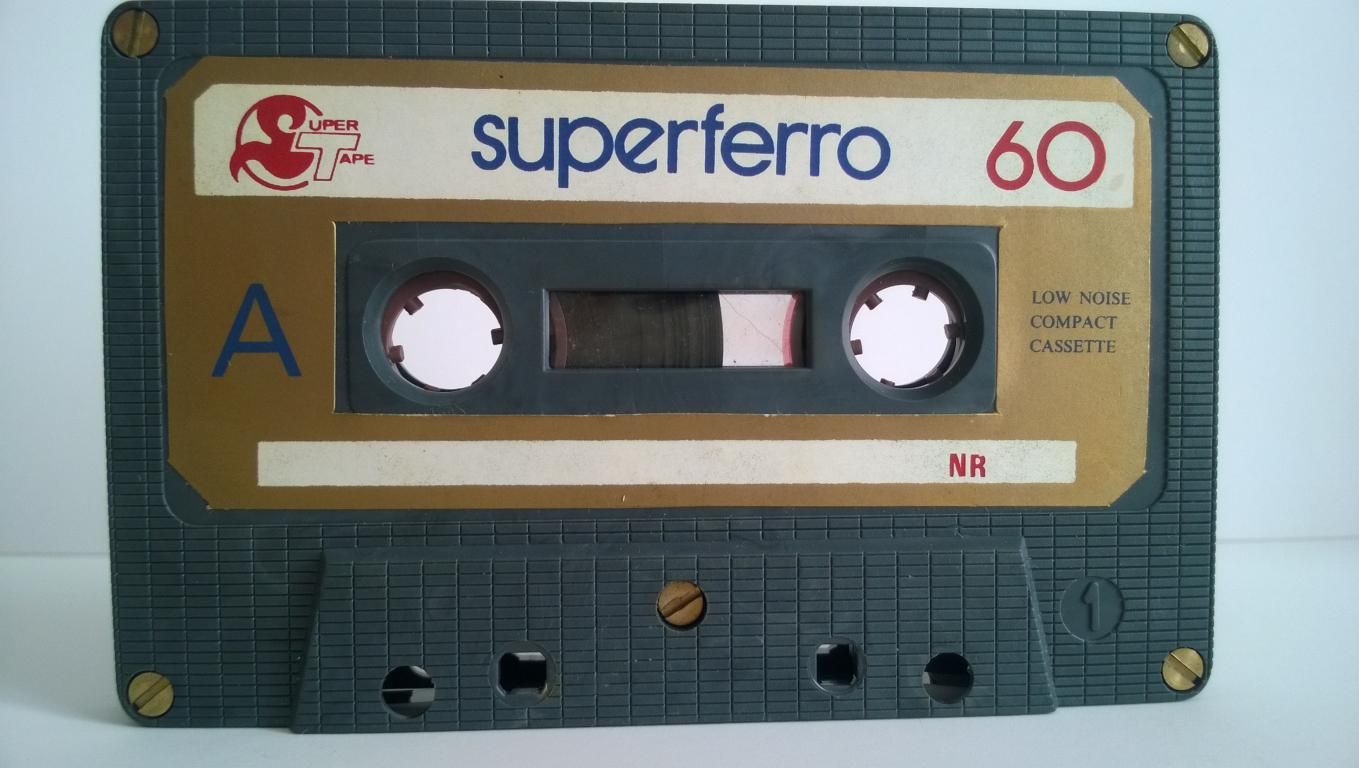 SUPER TAPE
superferro
60
A
LOW NOISE
COMPACT
CASSETTE
NR
1